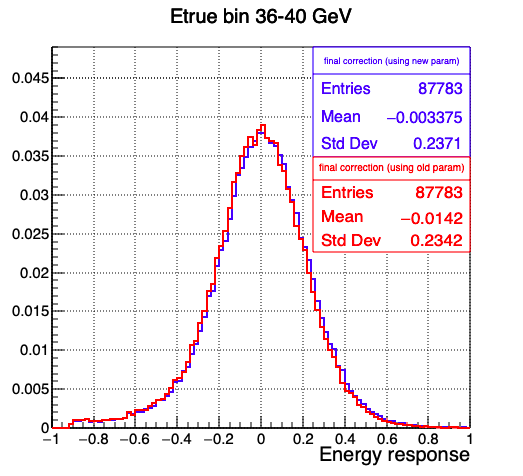 Etrue bin 36-40 GeV
final correction (using new param)
Entries 87783
Mean −0.003375
Std Dev 0.2371
final correction (using old param)
Entries 87783
Mean −0.0142
Std Dev 0.2342
0.045
0.04
0.035
0.03
0.025
0.02
0.015
0.01
0.005
0
−1 −0.8 −0.6 −0.4 −0.2 0 0.2 0.4 0.6 0.8 1
Energy response